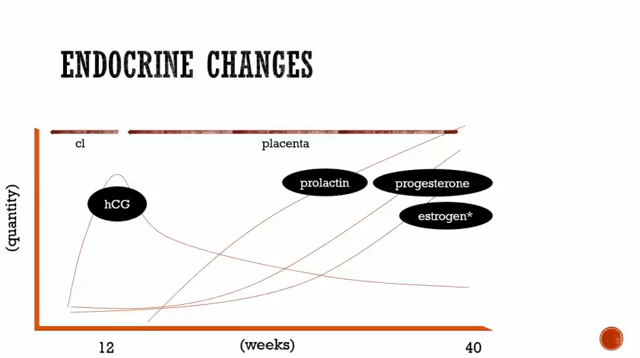 ENDOCRINE CHANGES
cl
placenta
prolactin
progesterone
hCG
estrogen*
(quantity)
12
(weeks)
40